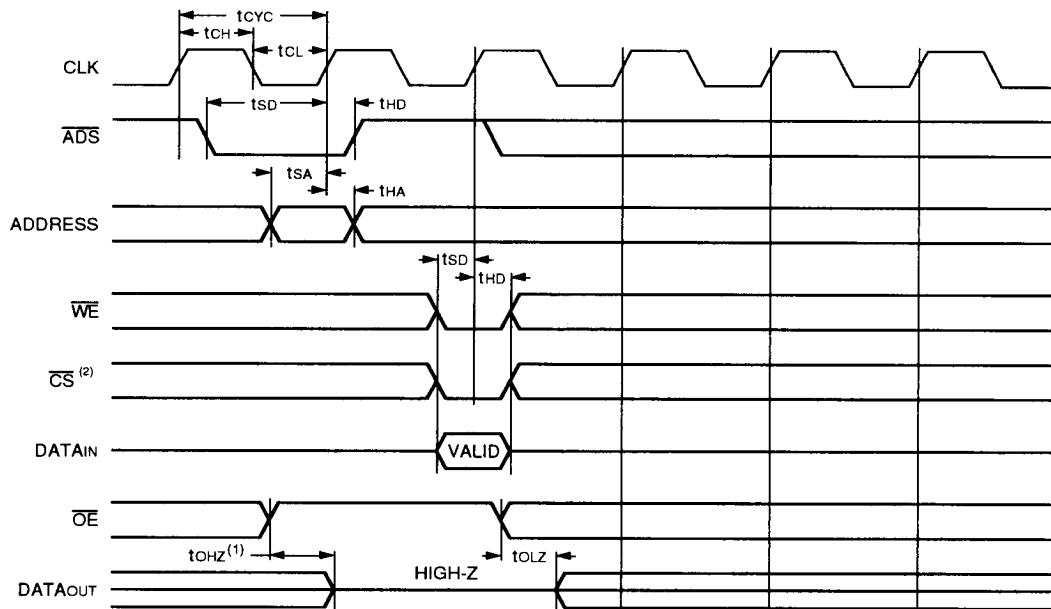 tCYC
tCH
tCL
CLK
tSD
tHD
ADS
tSA
tHA
ADDRESS
tSD
tHD
WE
CS (2)
DATAIN
VALID
OE
tOHZ(1)
tOLZ
HIGH-Z
DATAOUT